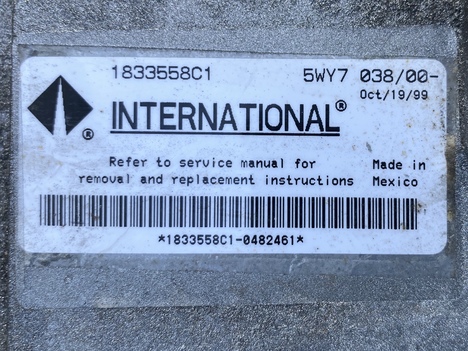 1833558C1 5WY7 038/00-
Oct/19/99
INTERNATIONAL®
®
Refer to service manual for Made in
removal and replacement instructions Mexico
*1833558C1-0482461*